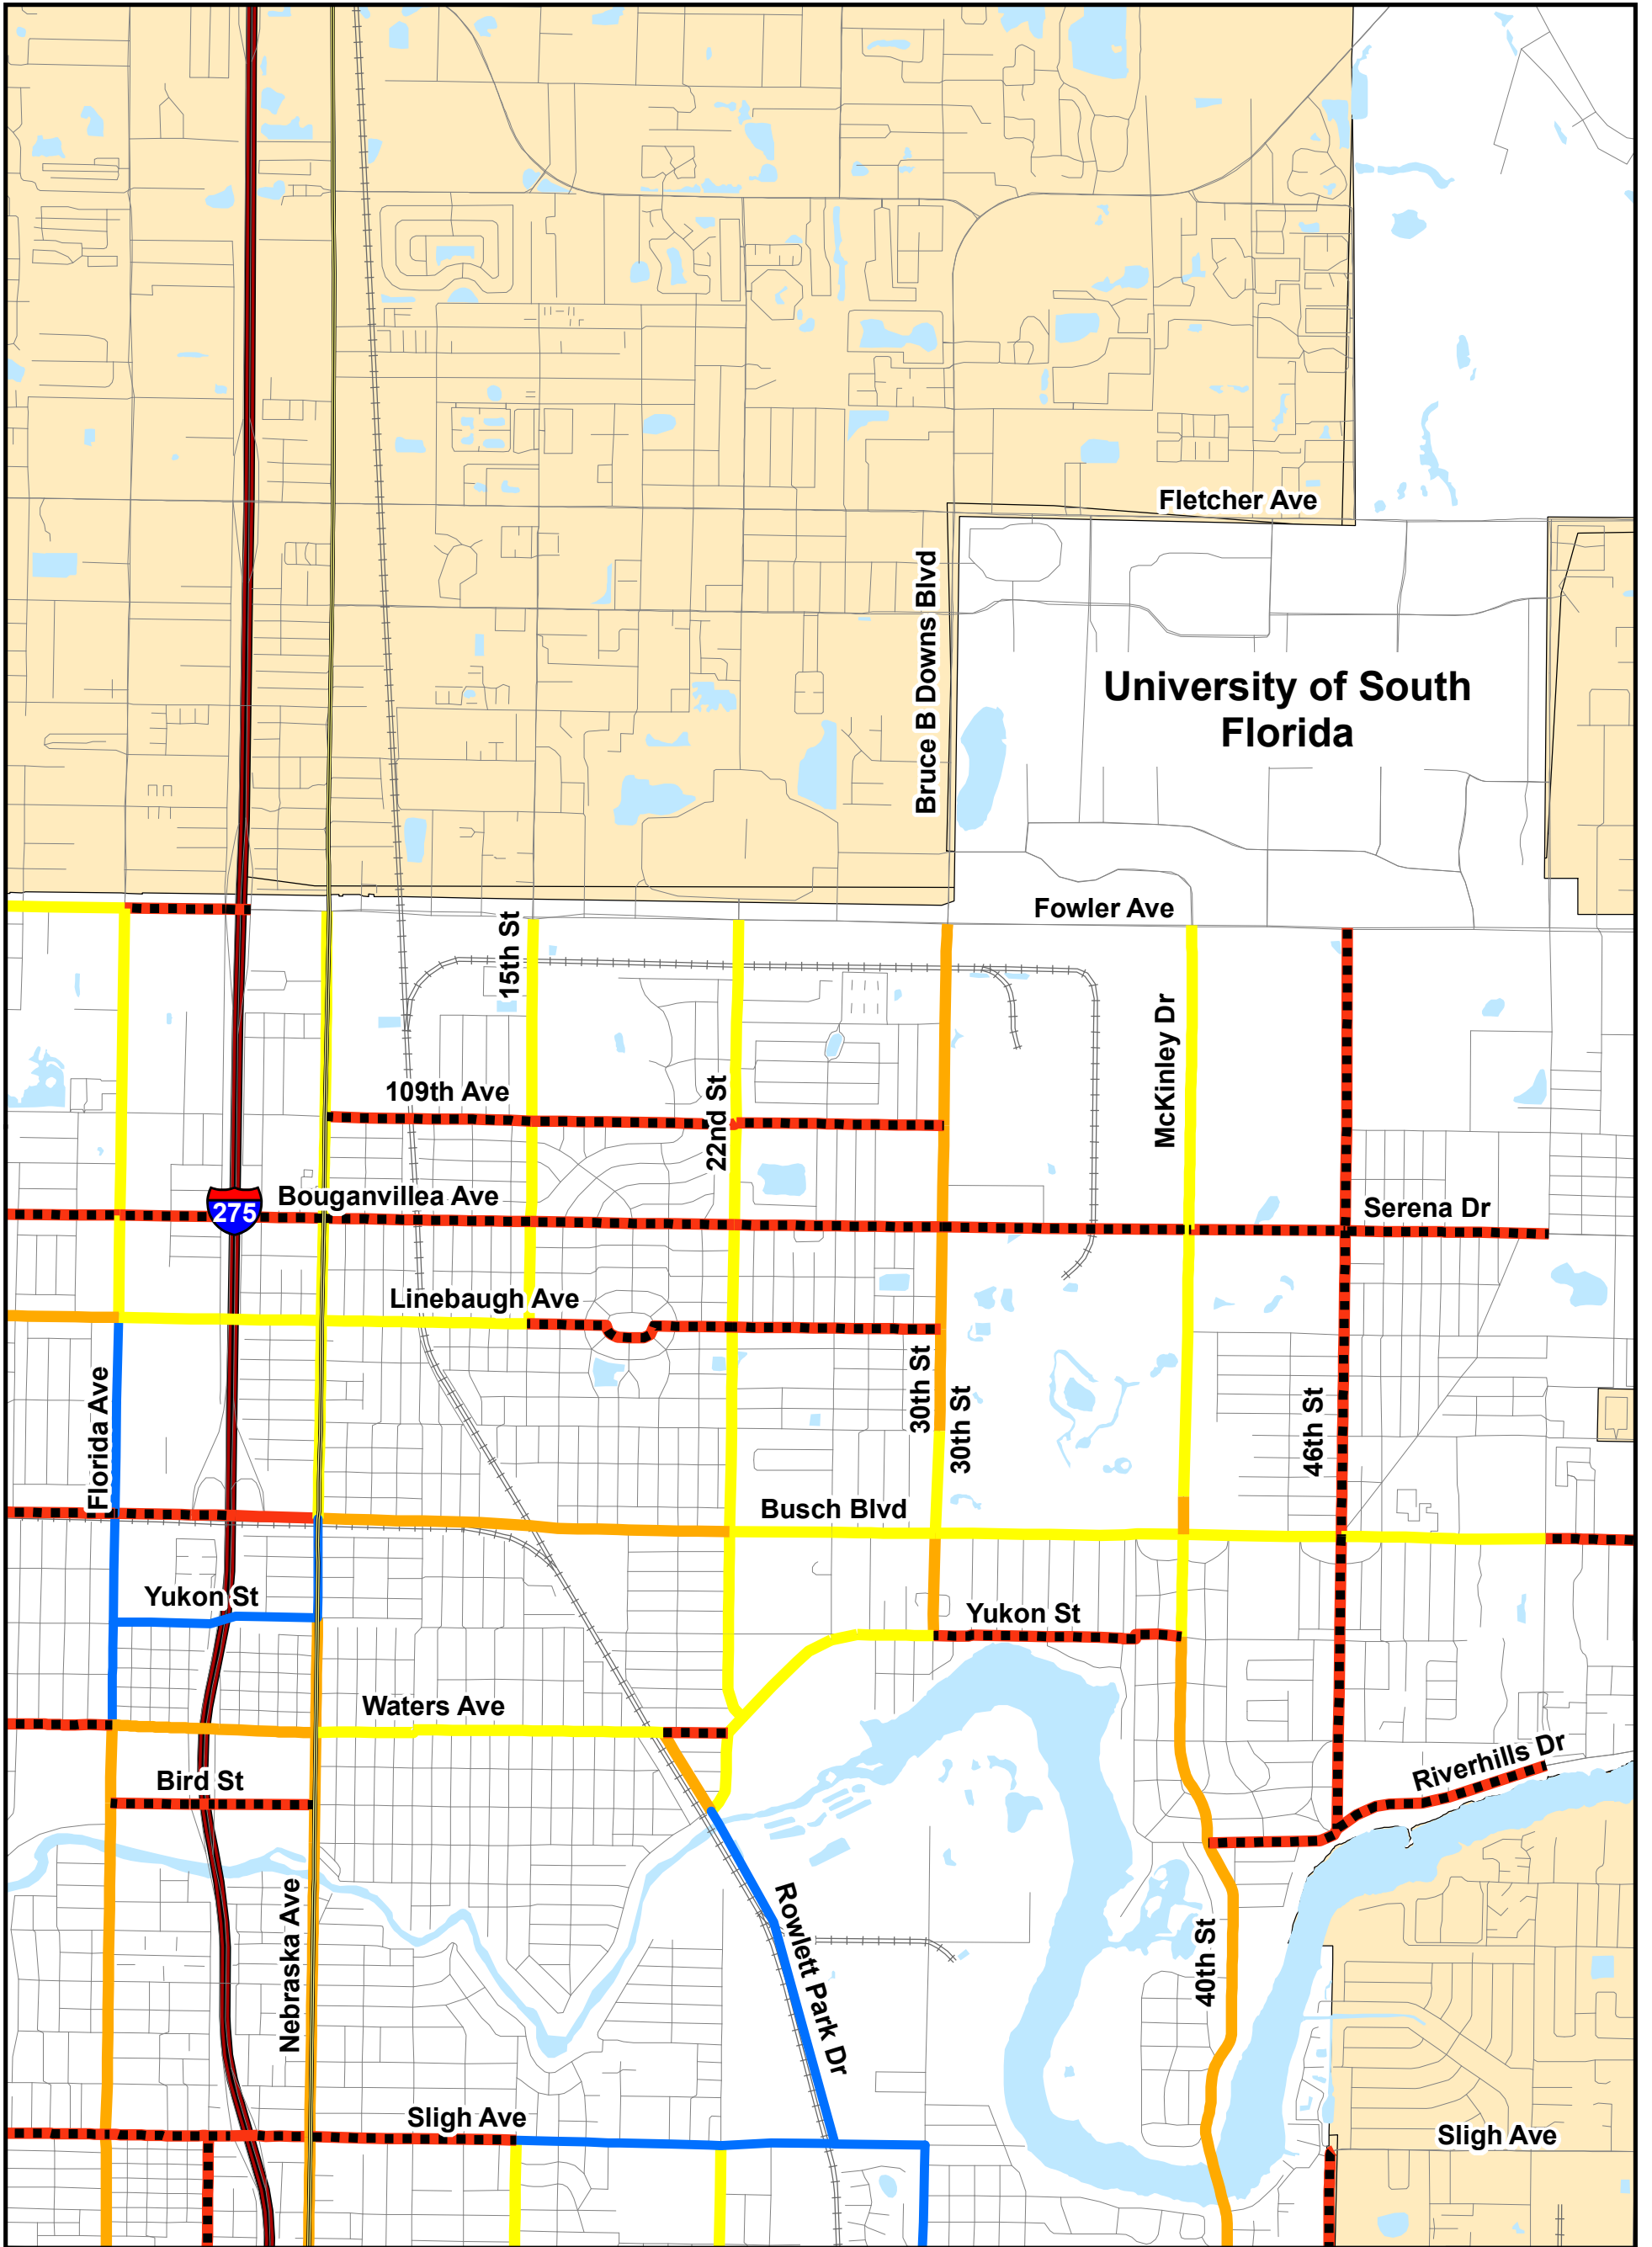 Fletcher Ave
Bruce B Downs Blvd
University of South
Florida
Fowler Ave
15th St
McKinley Dr
109th Ave
22nd St
Bouganvillea Ave
275
Serena Dr
Linebaugh Ave
Florida Ave
30th St
30th St
46th St
Busch Blvd
Yukon St
Yukon St
Waters Ave
Riverhills Dr
Bird St
Nebraska Ave
Rowlett Park Dr
40th St
Sligh Ave
Sligh Ave